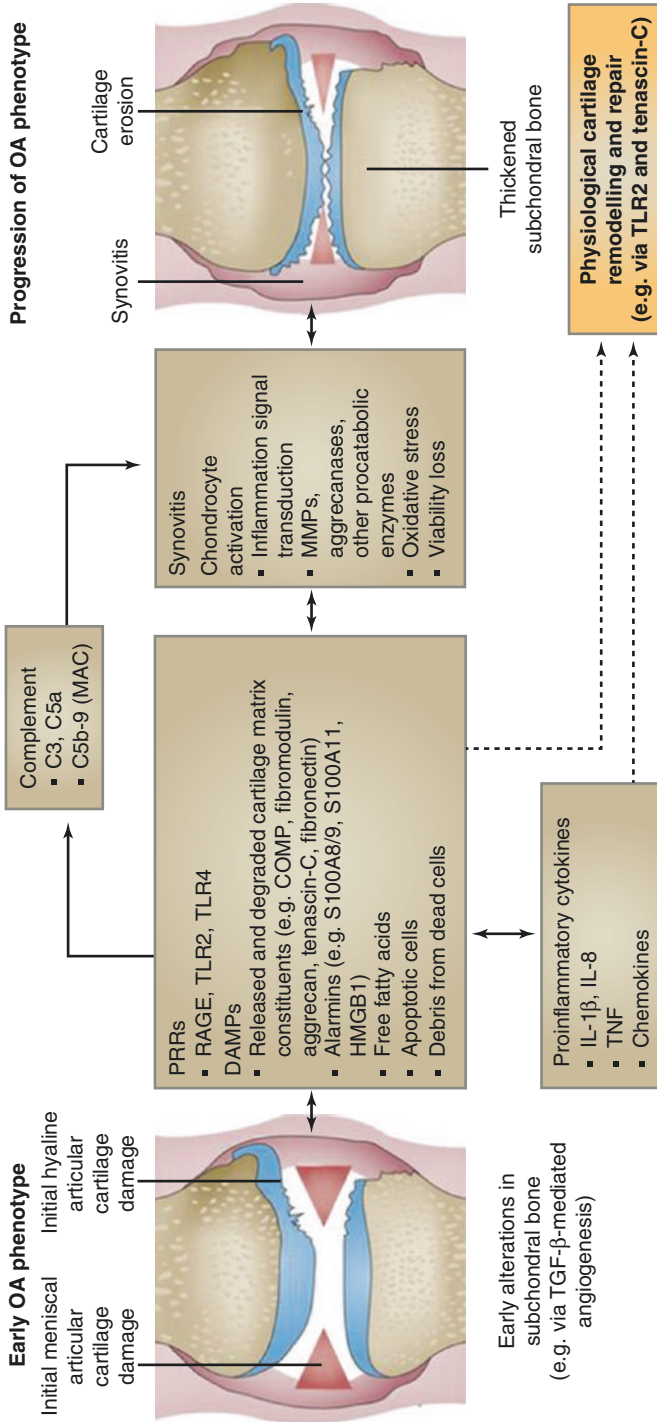 Early OA phenotype
Initial meniscal
articular
cartilage
damage
Initial hyaline
articular
cartilage
damage
Early alterations in
subchondral bone
(e.g. via TGF-β-mediated
angiogenesis)
PRRs
▪ RAGE, TLR2, TLR4
DAMPs
▪ Released and degraded cartilage matrix
constituents (e.g. COMP, fibromodulin,
aggrecan, tenascin-C, fibronectin)
▪ Alarmins (e.g. S100A8/9, S100A11,
HMGB1)
▪ Free fatty acids
▪ Apoptotic cells
▪ Debris from dead cells
Complement
▪ C3, C5a
▪ C5b-9 (MAC)
Proinflammatory cytokines
▪ IL-1β, IL-8
▪ TNF
▪ Chemokines
Synovitis
Chondrocyte
activation
▪ Inflammation signal
transduction
▪ MMPs,
aggrecanases,
other procatabolic
enzymes
▪ Oxidative stress
▪ Viability loss
Progression of OA phenotype
Synovitis
Cartilage
erosion
Thickened
subchondral bone
Physiological cartilage
remodelling and repair
(e.g. via TLR2 and tenascin-C)